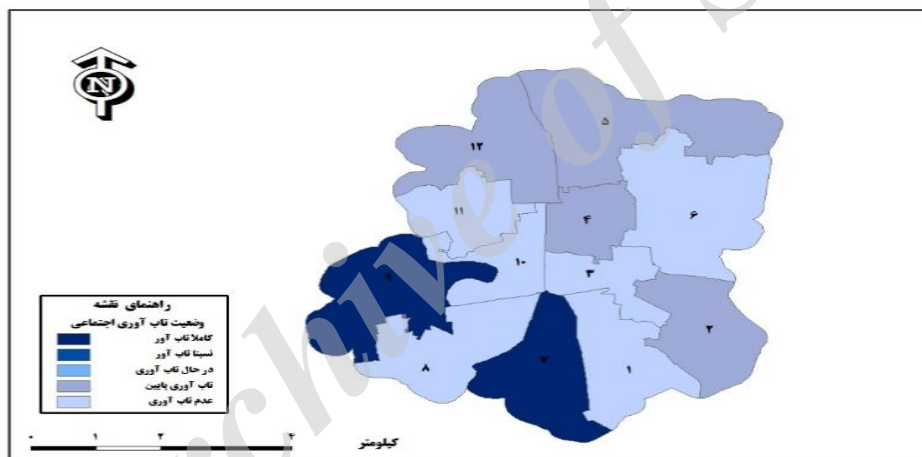 N
۵
۱۲
۴
۶
۱۱
۱۰
۳
۹
۲
۷
۱
۸
راهنمای نقشه
وضعیت تاب آوری اجتماعی
کاملا تاب آور
نسبتا تاب آور
در حال تاب آوری
تاب آوری پایین
عدم تاب آوری
۰ ۱ ۲ ۴
کیلومتر
Archive of S